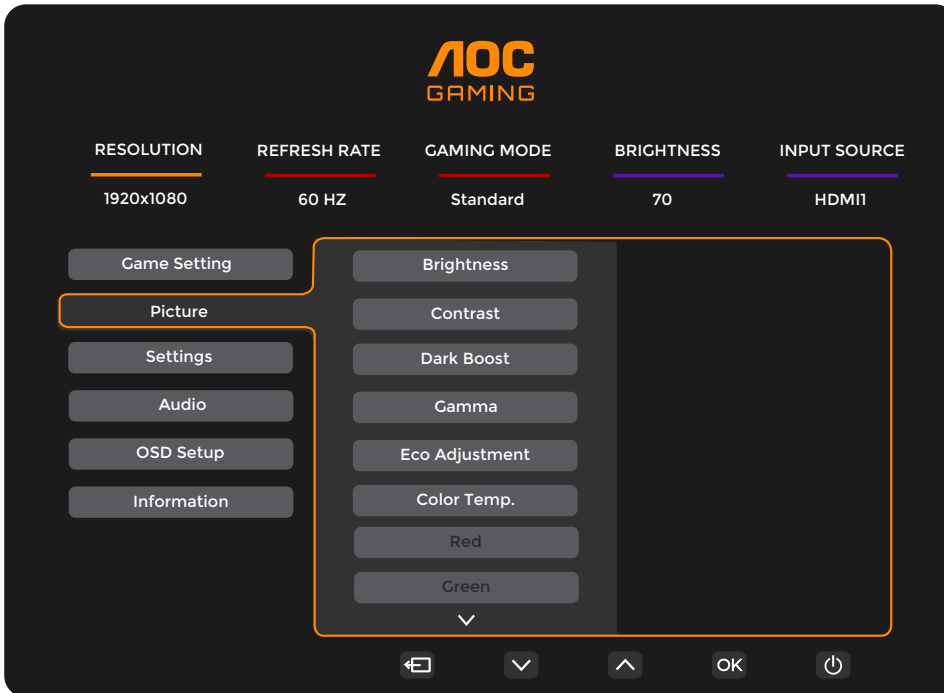 AOC
GAMING
RESOLUTION REFRESH RATE GAMING MODE BRIGHTNESS INPUT SOURCE
1920x1080 60 HZ Standard 70 HDMI1
Game Setting
Picture
Settings
Audio
OSD Setup
Information
Brightness
Contrast
Dark Boost
Gamma
Eco Adjustment
Color Temp.
Red
Green
OK